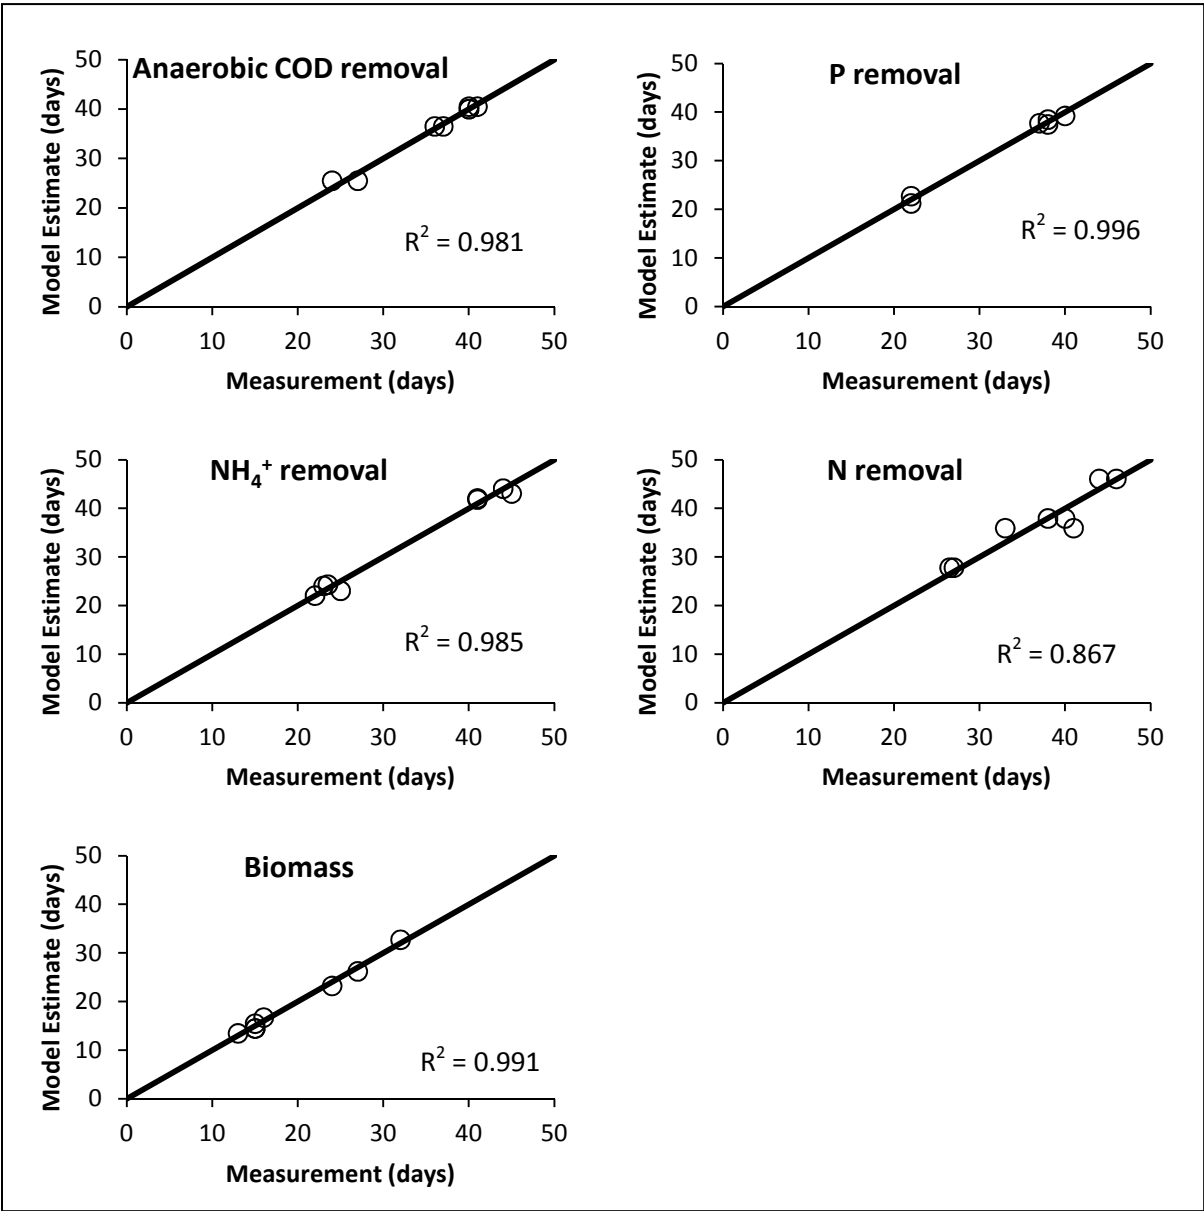 Anaerobic COD removal
Model Estimate (days)
50
40
30
20
10
0
R² = 0.981
0 10 20 30 40 50
Measurement (days)
P removal
Model Estimate (days)
50
40
30
20
10
0
R² = 0.996
0 10 20 30 40 50
Measurement (days)
NH₄⁺ removal
Model Estimate (days)
50
40
30
20
10
0
R² = 0.985
0 10 20 30 40 50
Measurement (days)
N removal
Model Estimate (days)
50
40
30
20
10
0
R² = 0.867
0 10 20 30 40 50
Measurement (days)
Biomass
Model Estimate (days)
50
40
30
20
10
0
R² = 0.991
0 10 20 30 40 50
Measurement (days)